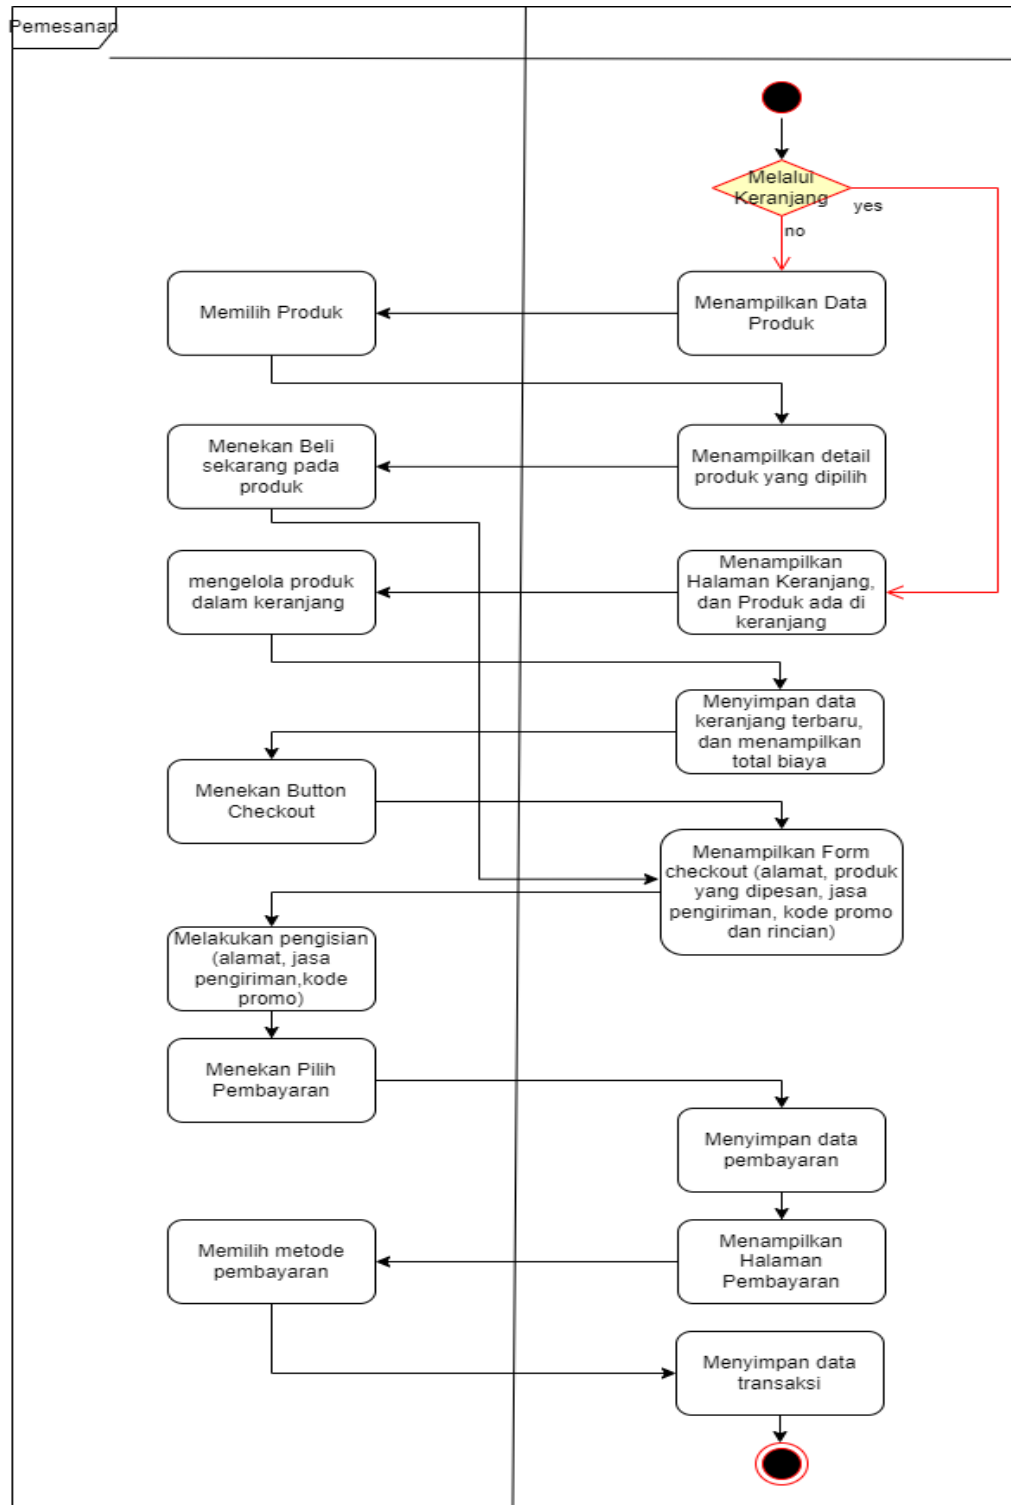 Pemesanan
Melalui
Keranjang
yes
no
Memilih Produk
Menampilkan Data
Produk
Menekan Beli
sekarang pada
produk
Menampilkan detail
produk yang dipilih
mengelola produk
dalam keranjang
Menampilkan
Halaman Keranjang,
dan Produk ada di
keranjang
Menyimpan data
keranjang terbaru,
dan menampilkan
total biaya
Menekan Button
Checkout
Menampilkan Form
checkout (alamat, produk
yang dipesan, jasa
pengiriman, kode promo
dan rincian)
Melakukan pengisian
(alamat, jasa
pengiriman,kode
promo)
Menekan Pilih
Pembayaran
Menyimpan data
pembayaran
Memilih metode
pembayaran
Menampilkan
Halaman
Pembayaran
Menyimpan data
transaksi